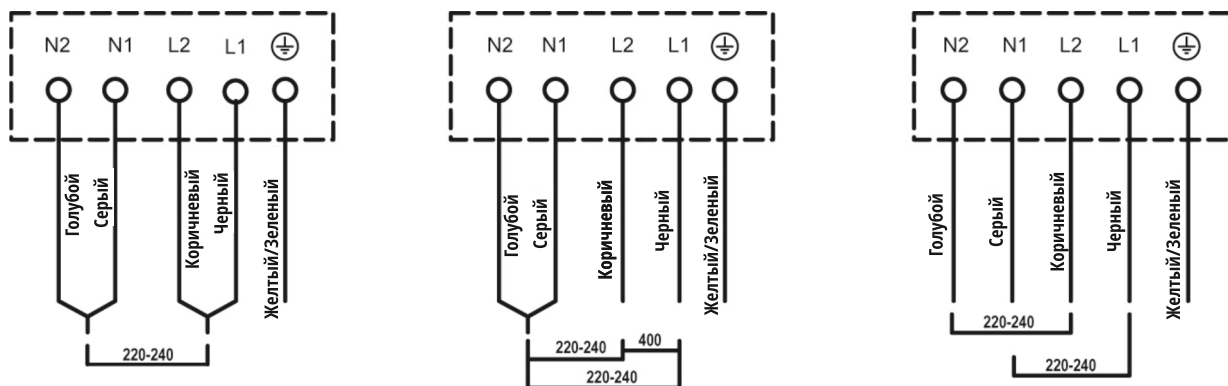 N2 N1 L2 L1
Голубой
Серый
Коричневый
Черный
Желтый/Зеленый
220-240
N2 N1 L2 L1
Голубой
Серый
Коричневый
Черный
Желтый/Зеленый
220-240
400
220-240
N2 N1 L2 L1
Голубой
Серый
Коричневый
Черный
Желтый/Зеленый
220-240
220-240